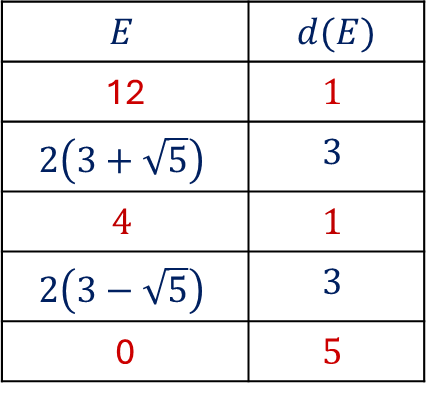 E d(E)
12 1
2(3 + √5) 3
4 1
2(3 − √5) 3
0 5